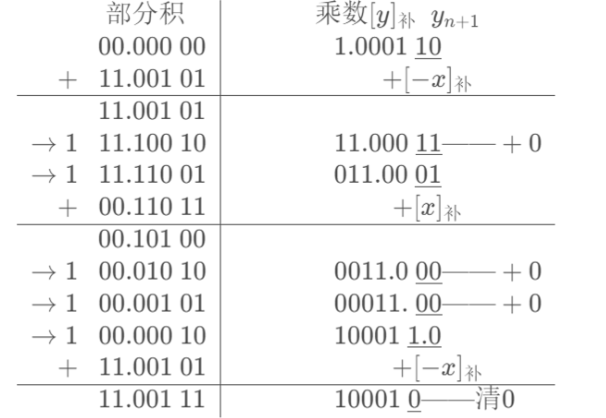 部分积 乘数[y]补 yn+1
00.000 00 1.0001 10
+ 11.001 01 +[−x]补
11.001 01
→ 1 11.100 10 11.000 11—— + 0
→ 1 11.110 01 011.00 01
+ 00.110 11 +[x]补
00.101 00
→ 1 00.010 10 0011.0 00—— + 0
→ 1 00.001 01 00011. 00—— + 0
→ 1 00.000 10 10001 1.0
+ 11.001 01 +[−x]补
11.001 11 10001 0——清0